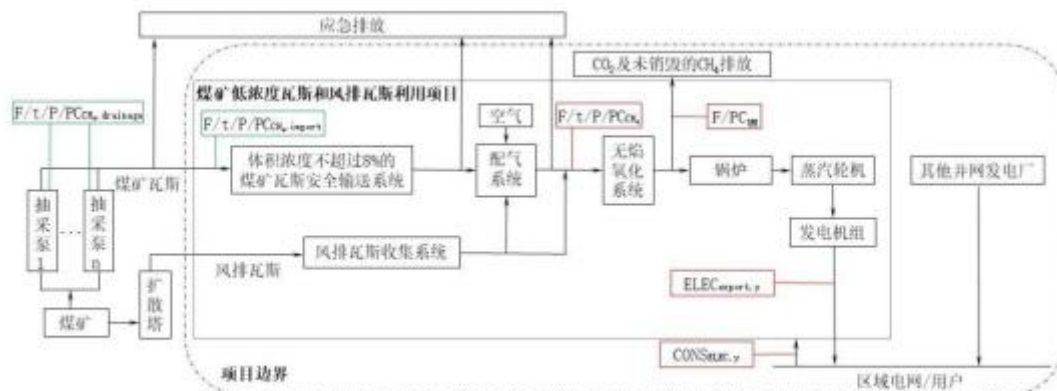 应急排放
CO₂及未销毁的CH₄排放
煤矿低浓度瓦斯和风排瓦斯利用项目
F/t/P/PC_CH₄,drainage
F/t/P/PC_CH₄,import
空气
F/t/P/PC_CH₄
F/PC
体积浓度不超过8%的
煤矿瓦斯安全输送系统
配气
系统
无焰
氧化
系统
锅炉
蒸汽轮机
其他并网发电厂
煤矿瓦斯
抽采泵1
...
抽采泵n
发电机组
风排瓦斯收集系统
风排瓦斯
扩散塔
煤矿
ELEC_export,y
CONS_ELEC,y
项目边界
区域电网/用户